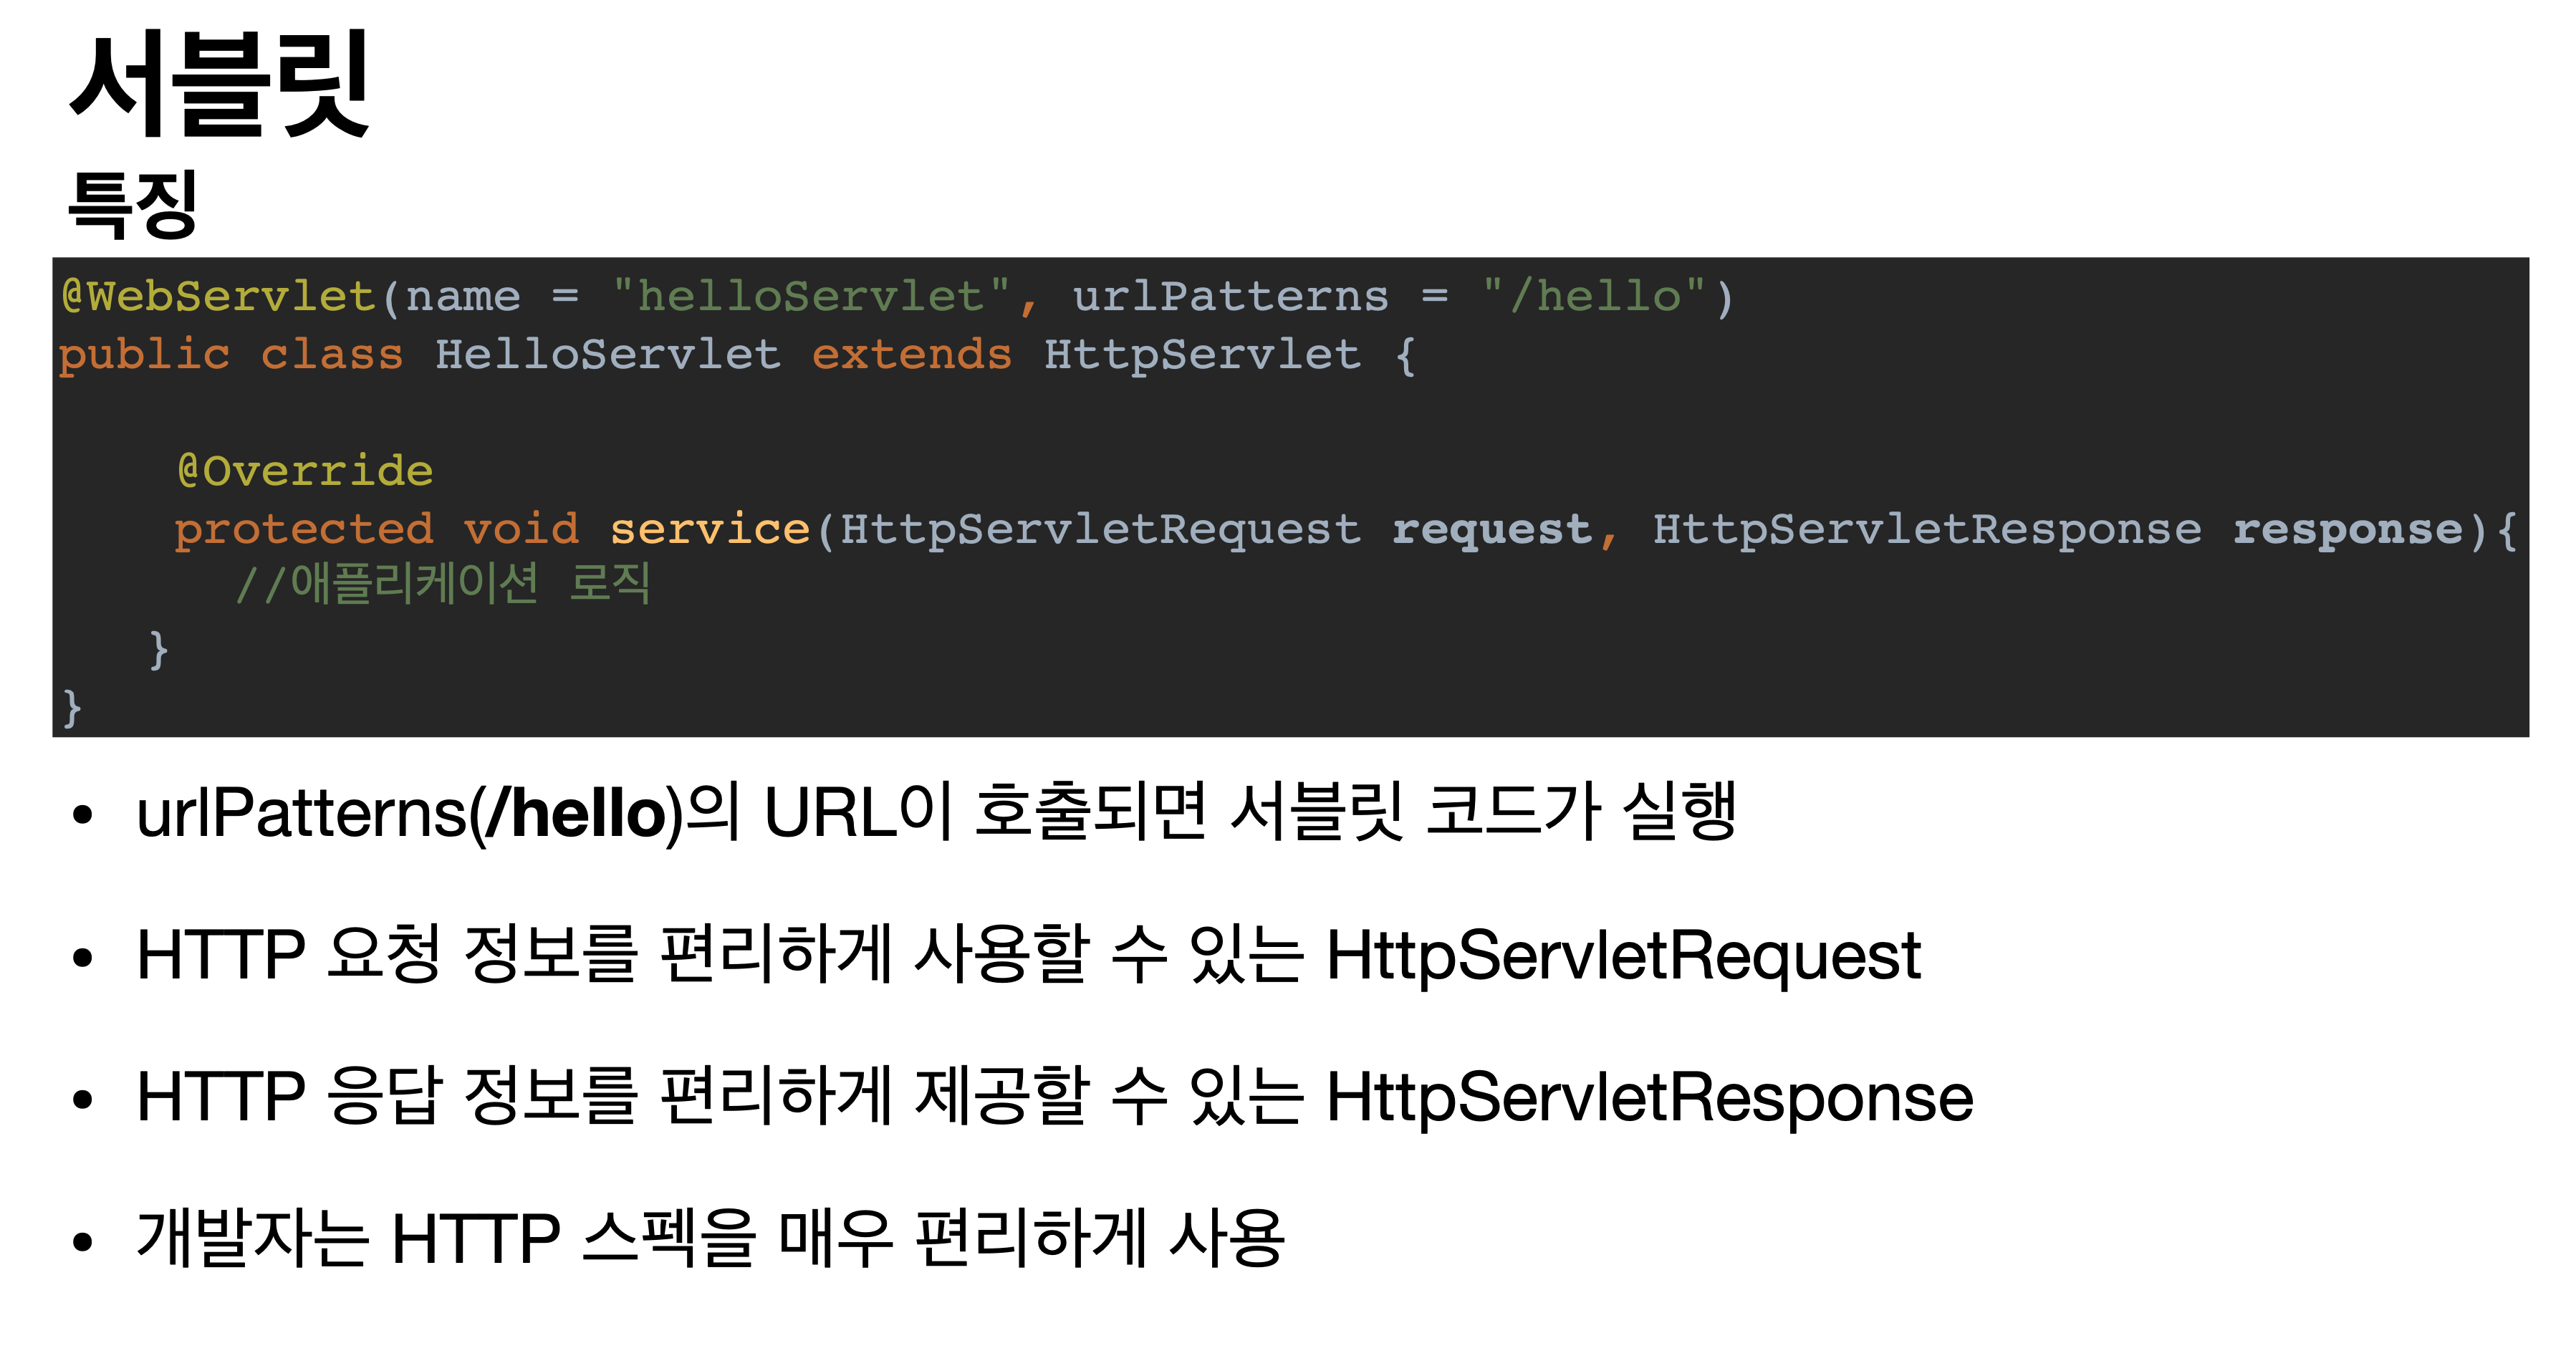 서블릿
특징
@WebServlet(name = "helloServlet", urlPatterns = "/hello")
public class HelloServlet extends HttpServlet {
@Override
protected void service(HttpServletRequest request, HttpServletResponse response){
//애플리케이션 로직
}
}
• urlPatterns(/hello)의 URL이 호출되면 서블릿 코드가 실행
• HTTP 요청 정보를 편리하게 사용할 수 있는 HttpServletRequest
• HTTP 응답 정보를 편리하게 제공할 수 있는 HttpServletResponse
• 개발자는 HTTP 스펙을 매우 편리하게 사용